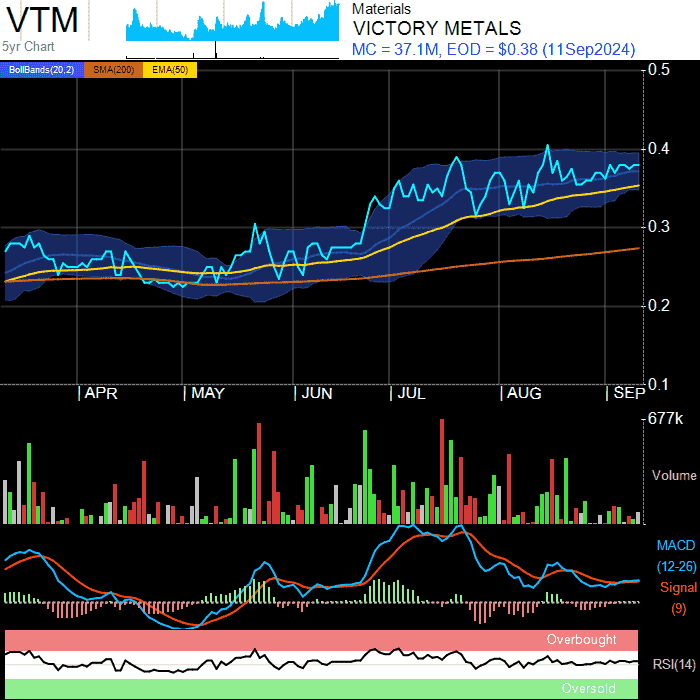 VTM
5yr Chart
Materials
VICTORY METALS
MC = 37.1M, EOD = $0.38 (11Sep2024)
BollBands(20,2) SMA(200) EMA(50)
0.5
0.4
0.3
0.2
0.1
APR MAY JUN JUL AUG SEP
677k
Volume
MACD
(12-26)
Signal
(9)
Overbought
RSI(14)
Oversold